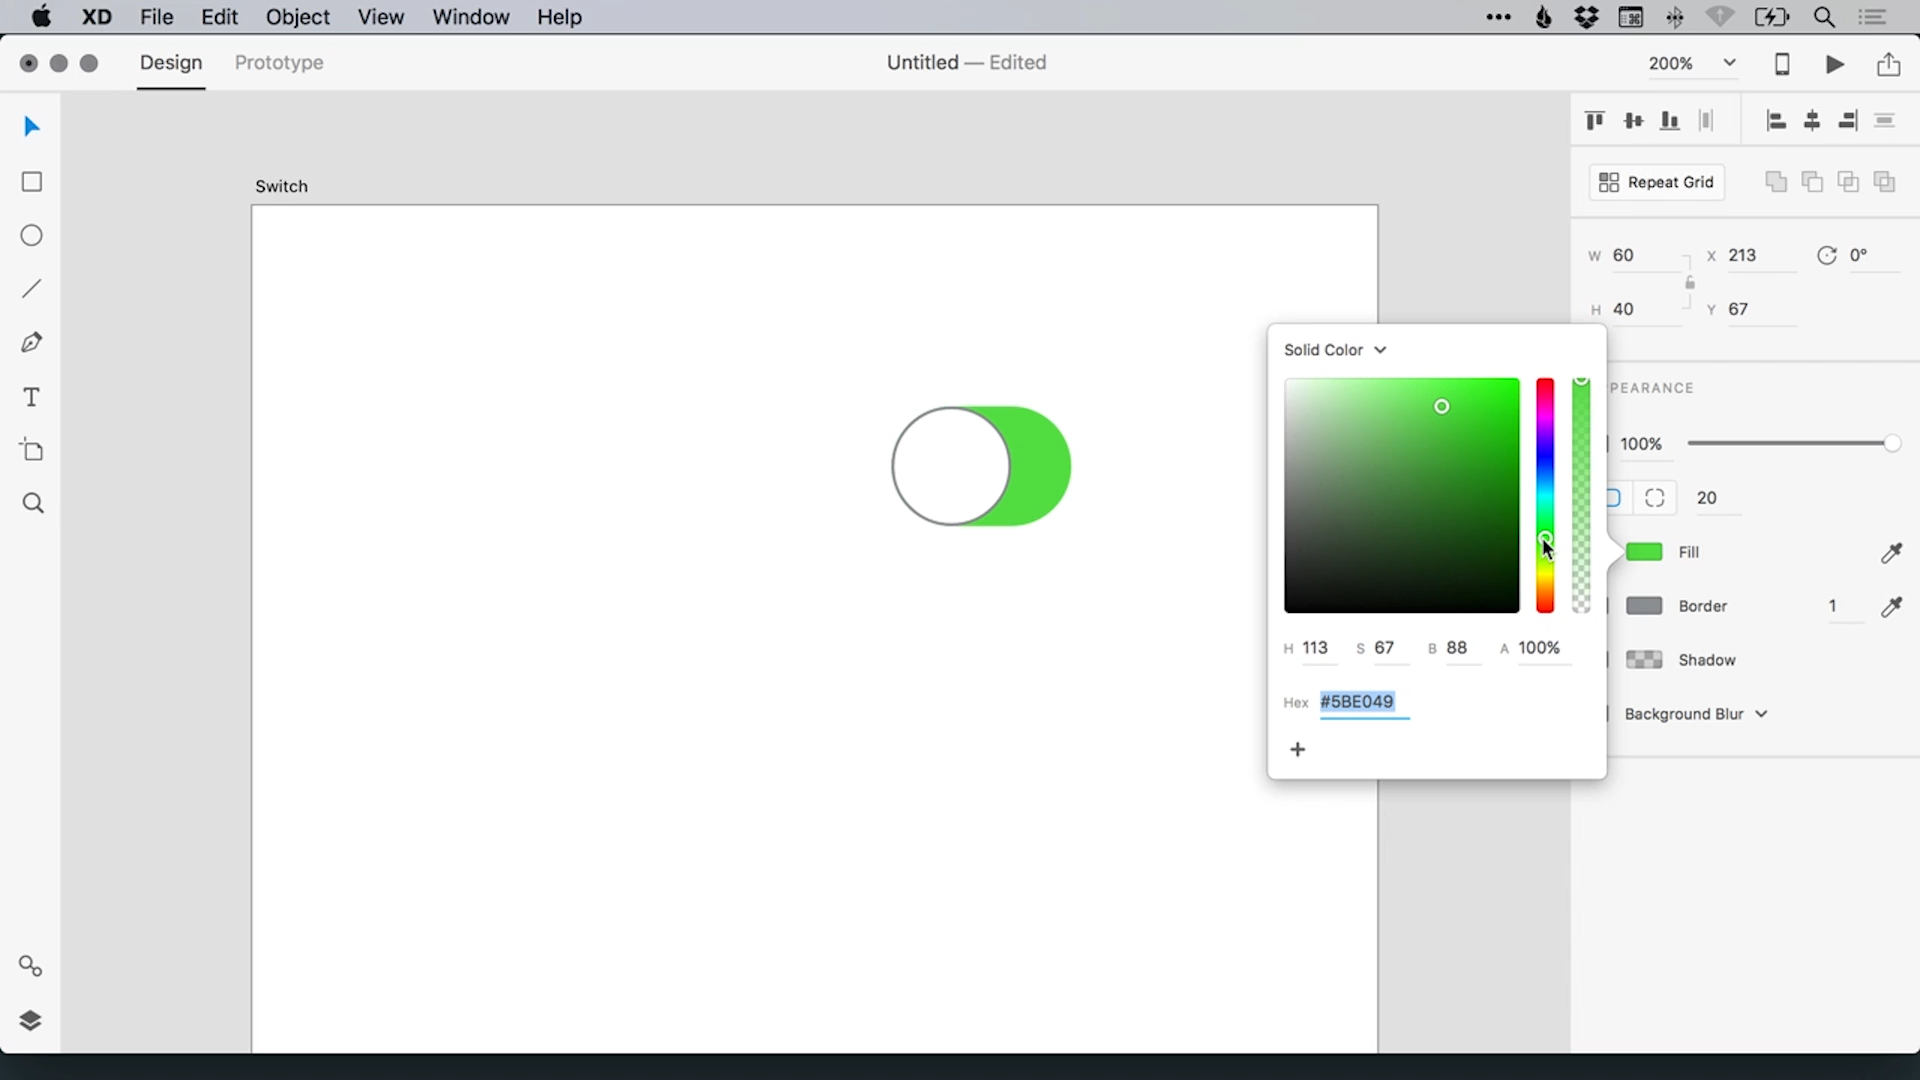 XD File Edit Object View Window Help
Design Prototype Untitled — Edited 200%
Switch
Repeat Grid
W 60 X 213 0°
H 40 Y 67
Solid Color
PEARANCE
100%
20
Fill
Border 1
Shadow
Background Blur
H 113 S 67 B 88 A 100%
Hex #5BE049
+